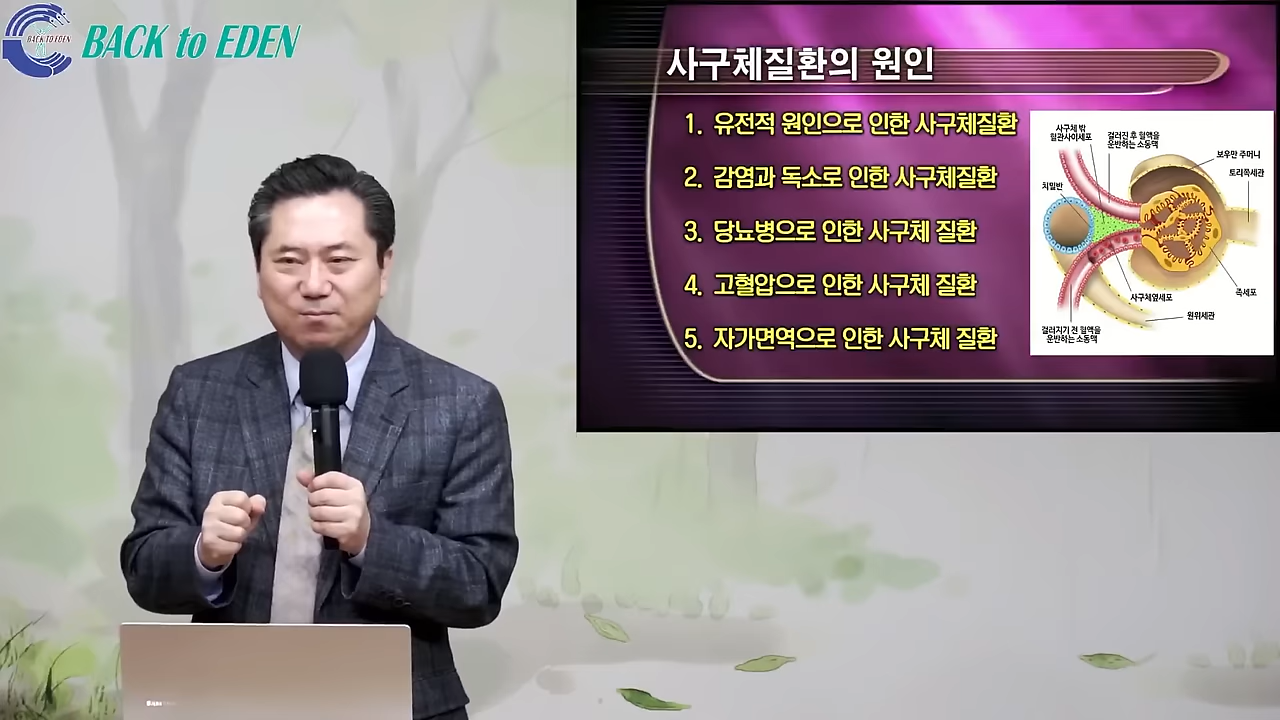 BACK TO EDEN
BACK to EDEN
사구체질환의 원인
1. 유전적 원인으로 인한 사구체질환
2. 감염과 독소로 인한 사구체질환
3. 당뇨병으로 인한 사구체 질환
4. 고혈압으로 인한 사구체 질환
5. 자가면역으로 인한 사구체 질환
사구체 밖
혈관사이세포
걸러진 후 혈액을
운반하는 소동맥
보우만 주머니
토리쪽세관
치밀반
족세포
사구체옆세포
원위세관
걸러지기 전 혈액을
운반하는 소동맥